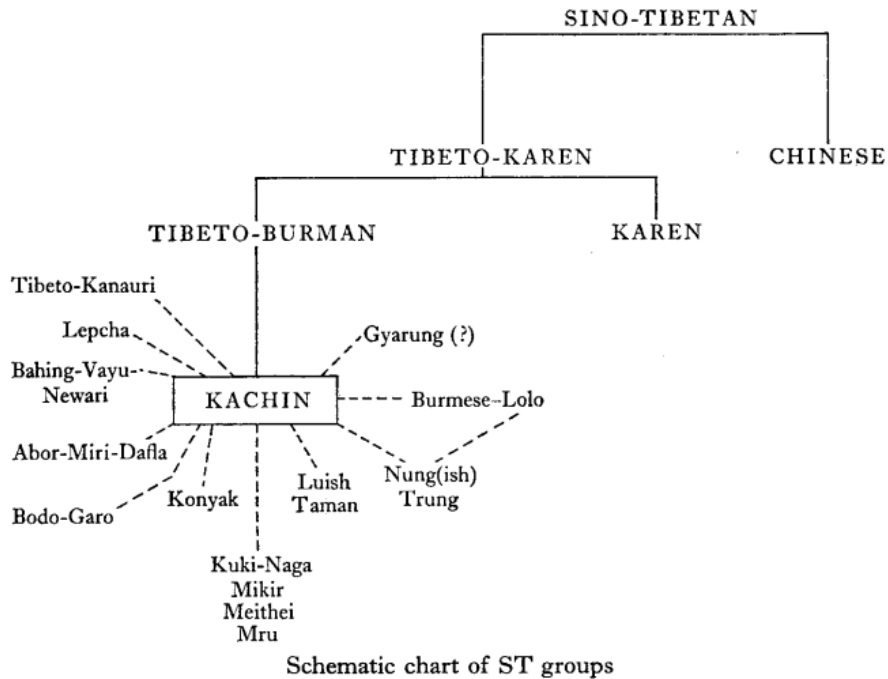 SINO-TIBETAN
TIBETO-KAREN
CHINESE
TIBETO-BURMAN
KAREN
Tibeto-Kanauri
Lepcha
Gyarung (?)
Bahing-Vayu-
Newari
KACHIN
Burmese-Lolo
Abor-Miri-Dafla
Bodo-Garo
Konyak
Luish
Taman
Nung(ish)
Trung
Kuki-Naga
Mikir
Meithei
Mru
Schematic chart of ST groups